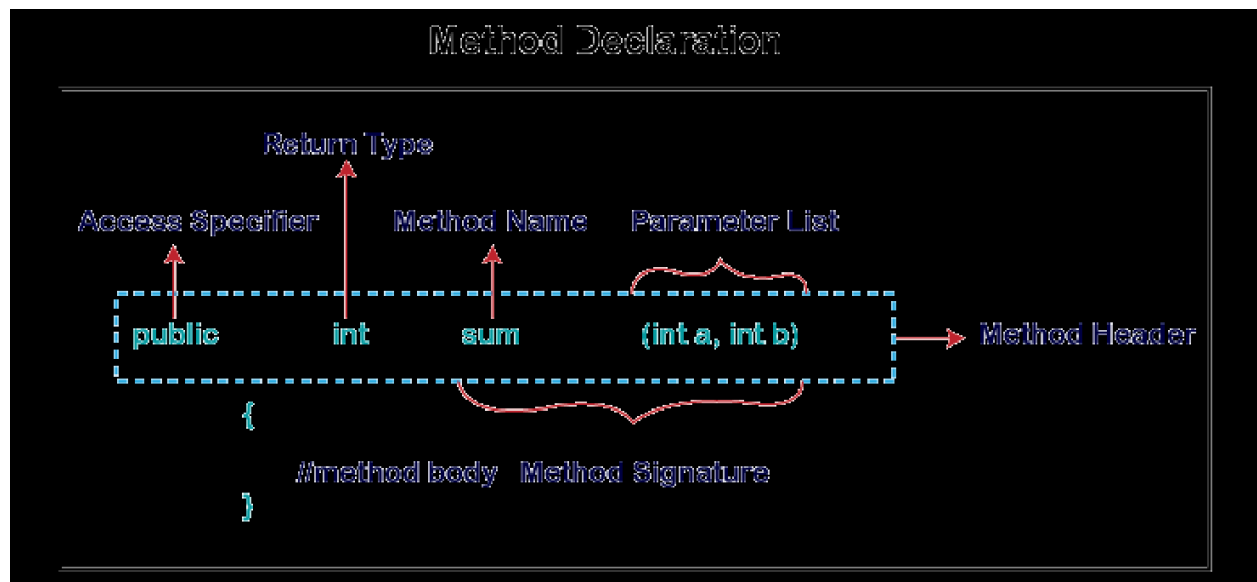 Method Declaration
Return Type
Access Specifier Method Name Parameter List
public int sum (int a, int b) Method Header
{
//method body Method Signature
}